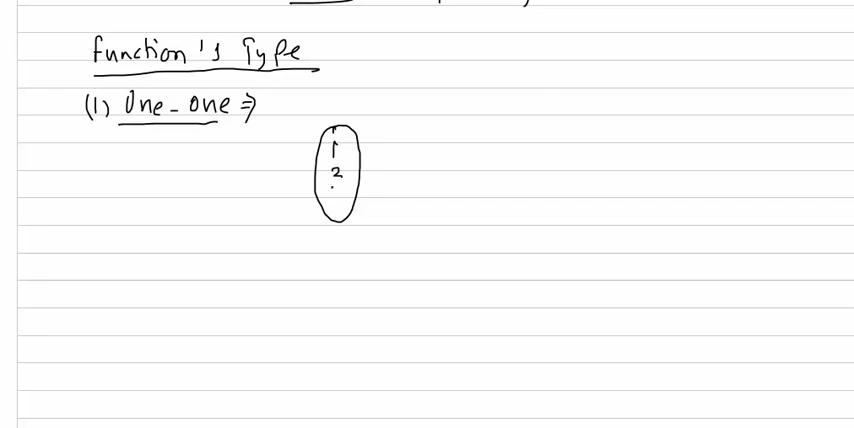 Function's Type
(1) One - one ⇒
1
2